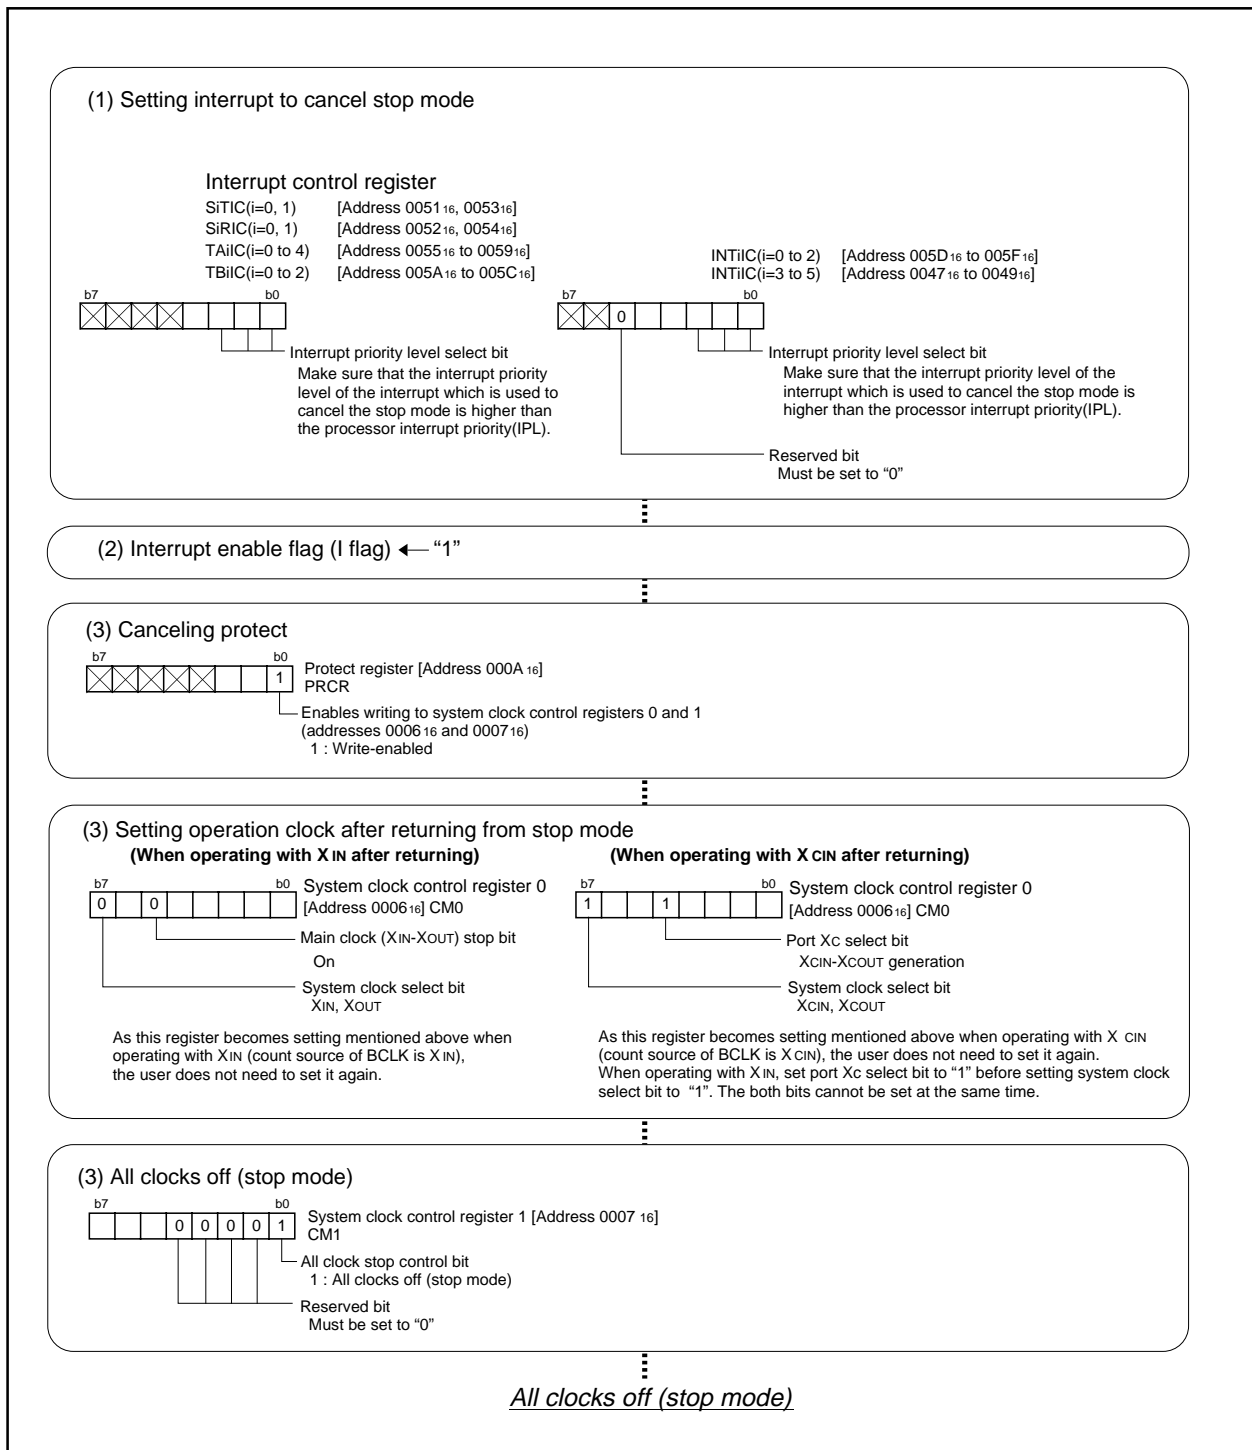 (1) Setting interrupt to cancel stop mode
Interrupt control register
SiTIC(i=0, 1) [Address 005116, 005316]
SiRIC(i=0, 1) [Address 005216, 005416]
TAiIC(i=0 to 4) [Address 005516 to 005916]
TBiIC(i=0 to 2) [Address 005A16 to 005C16]
INTiIC(i=0 to 2) [Address 005D16 to 005F16]
INTiIC(i=3 to 5) [Address 004716 to 004916]
b7 b0
b7 b0
0
Interrupt priority level select bit
Make sure that the interrupt priority
level of the interrupt which is used to
cancel the stop mode is higher than
the processor interrupt priority(IPL).
Interrupt priority level select bit
Make sure that the interrupt priority level of the
interrupt which is used to cancel the stop mode is
higher than the processor interrupt priority(IPL).
Reserved bit
Must be set to “0”
(2) Interrupt enable flag (I flag) ← “1”
(3) Canceling protect
b7 b0
1
Protect register [Address 000A16]
PRCR
Enables writing to system clock control registers 0 and 1
(addresses 000616 and 000716)
1 : Write-enabled
(3) Setting operation clock after returning from stop mode
(When operating with XIN after returning)
b7 b0
0 0
System clock control register 0
[Address 000616] CM0
Main clock (XIN-XOUT) stop bit
On
System clock select bit
XIN, XOUT
As this register becomes setting mentioned above when
operating with XIN (count source of BCLK is XIN),
the user does not need to set it again.
(When operating with XCIN after returning)
b7 b0
1 1
System clock control register 0
[Address 000616] CM0
Port XC select bit
XCIN-XCOUT generation
System clock select bit
XCIN, XCOUT
As this register becomes setting mentioned above when operating with XCIN
(count source of BCLK is XCIN), the user does not need to set it again.
When operating with XIN, set port Xc select bit to “1” before setting system clock
select bit to “1”. The both bits cannot be set at the same time.
(3) All clocks off (stop mode)
b7 b0
0 0 0 0 1
System clock control register 1 [Address 000716]
CM1
All clock stop control bit
1 : All clocks off (stop mode)
Reserved bit
Must be set to “0”
All clocks off (stop mode)